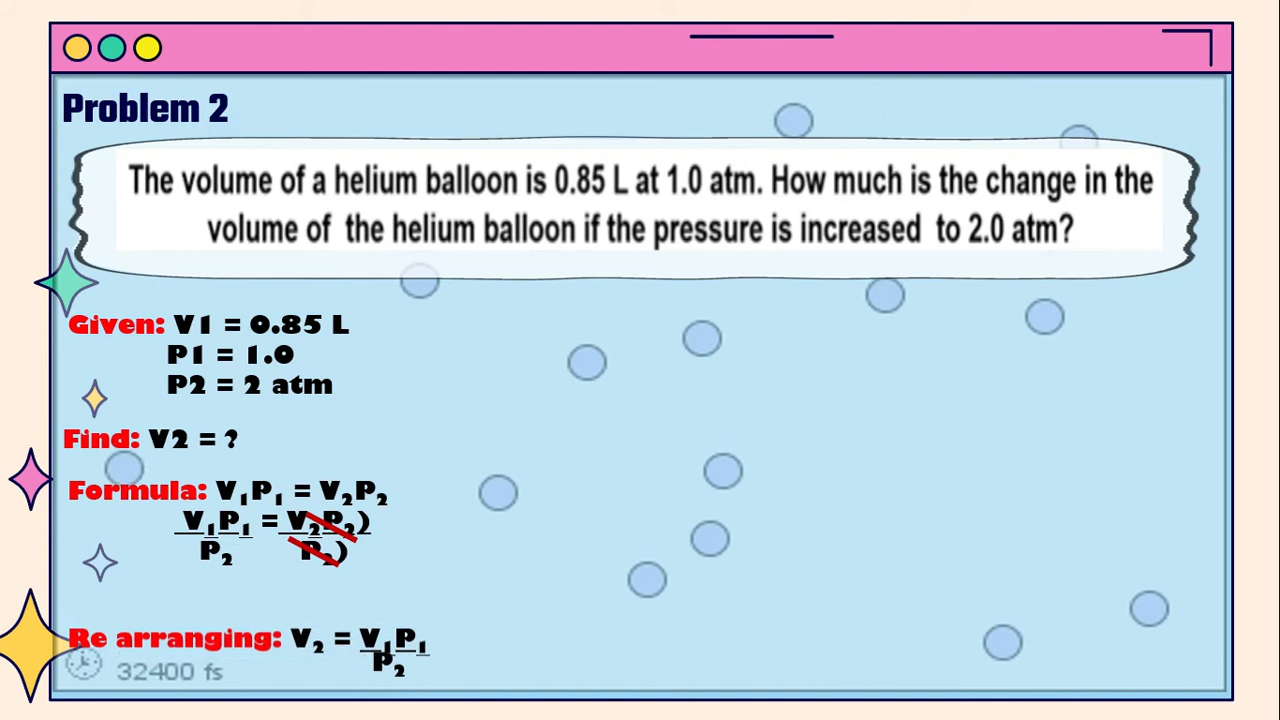 Problem 2
The volume of a helium balloon is 0.85 L at 1.0 atm. How much is the change in the
volume of the helium balloon if the pressure is increased to 2.0 atm?
Given: V1 = 0.85 L
P1 = 1.0
P2 = 2 atm
Find: V2 = ?
Formula: V₁P₁ = V₂P₂
V₁P₁ = V₂P₂)
P₂ P₂)
Re arranging: V₂ = V₁P₁
P₂
32400 fs